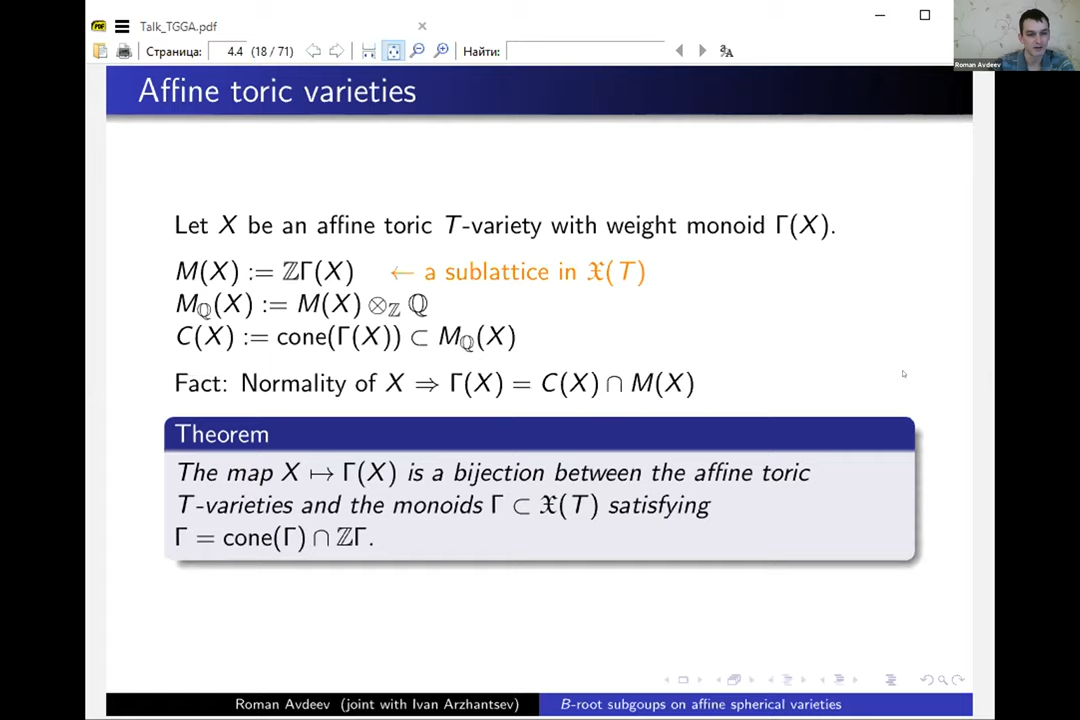 Talk_TGGA.pdf
Страница: 4.4 (18 / 71) Найти:
Roman Avdeev
Affine toric varieties
Let X be an affine toric T-variety with weight monoid Γ(X).
M(X) := ℤΓ(X) ← a sublattice in 𝔛(T)
M_ℚ(X) := M(X) ⊗_ℤ ℚ
C(X) := cone(Γ(X)) ⊂ M_ℚ(X)
Fact: Normality of X ⇒ Γ(X) = C(X) ∩ M(X)
Theorem
The map X ↦ Γ(X) is a bijection between the affine toric
T-varieties and the monoids Γ ⊂ 𝔛(T) satisfying
Γ = cone(Γ) ∩ ℤΓ.
Roman Avdeev (joint with Ivan Arzhantsev) B-root subgoups on affine spherical varieties